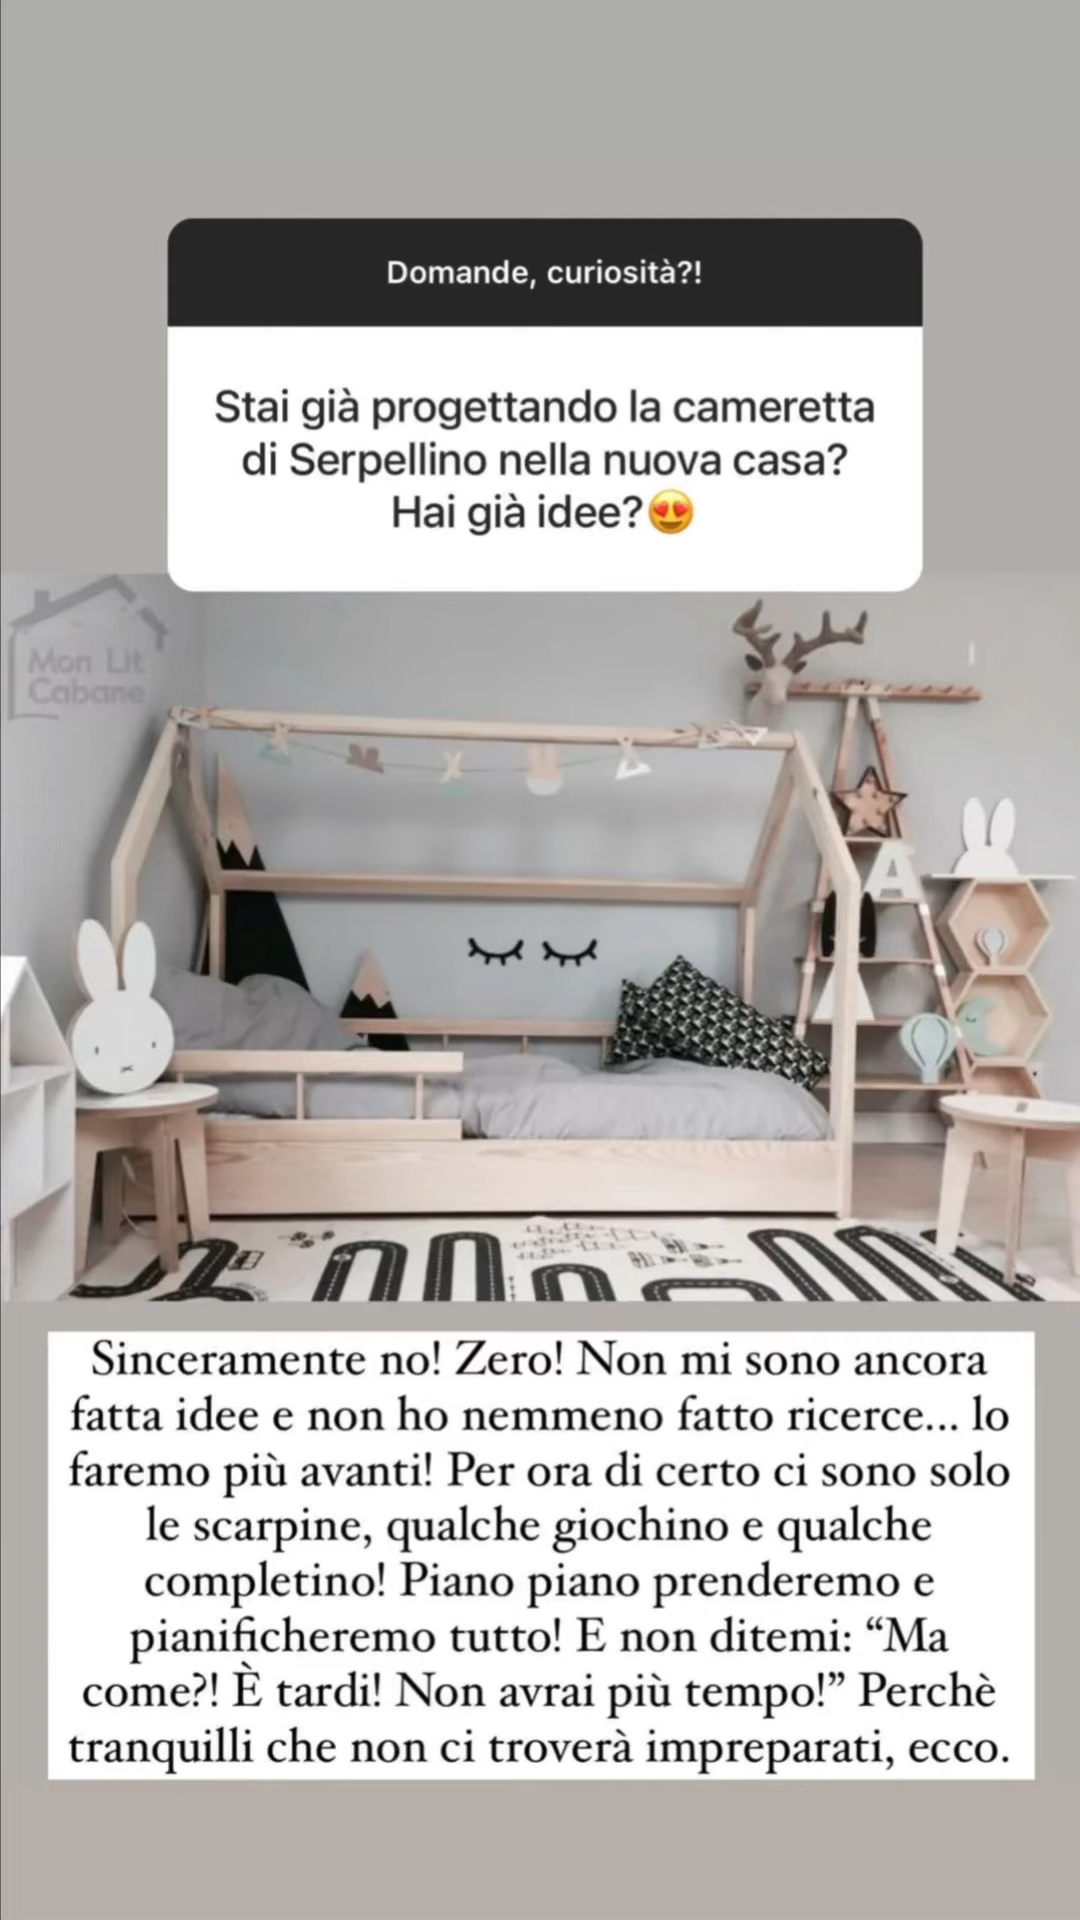 Domande, curiosità?!
Stai già progettando la cameretta
di Serpellino nella nuova casa?
Hai già idee?😍
Mon Lit
Cabane
A
Sinceramente no! Zero! Non mi sono ancora
fatta idee e non ho nemmeno fatto ricerce... lo
faremo più avanti! Per ora di certo ci sono solo
le scarpine, qualche giochino e qualche
completino! Piano piano prenderemo e
pianificheremo tutto! E non ditemi: “Ma
come?! È tardi! Non avrai più tempo!” Perchè
tranquilli che non ci troverà impreparati, ecco.